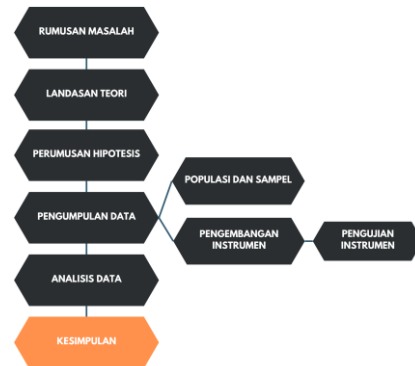 RUMUSAN MASALAH
LANDASAN TEORI
PERUMUSAN HIPOTESIS
POPULASI DAN SAMPEL
PENGUMPULAN DATA
PENGEMBANGAN
INSTRUMEN
PENGUJIAN
INSTRUMEN
ANALISIS DATA
KESIMPULAN